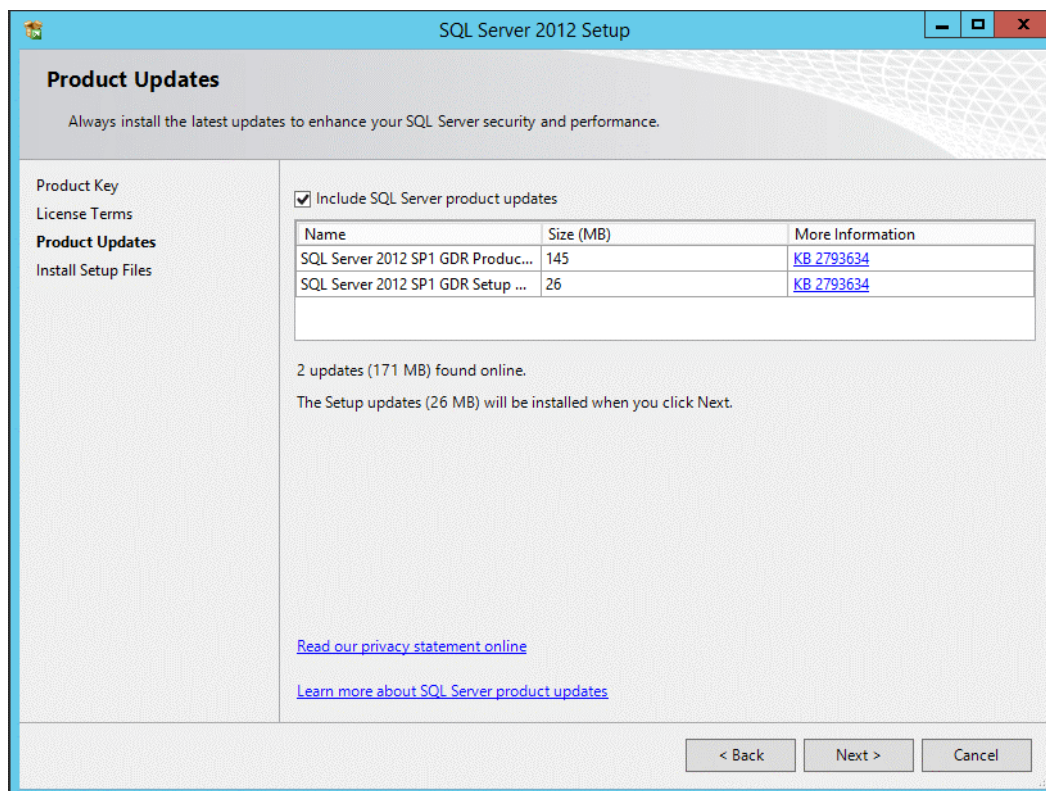 SQL Server 2012 Setup
Product Updates
Always install the latest updates to enhance your SQL Server security and performance.
Product Key
License Terms
Product Updates
Install Setup Files
Include SQL Server product updates
Name Size (MB) More Information
SQL Server 2012 SP1 GDR Produc... 145 KB 2793634
SQL Server 2012 SP1 GDR Setup ... 26 KB 2793634
2 updates (171 MB) found online.
The Setup updates (26 MB) will be installed when you click Next.
Read our privacy statement online
Learn more about SQL Server product updates
< Back Next > Cancel